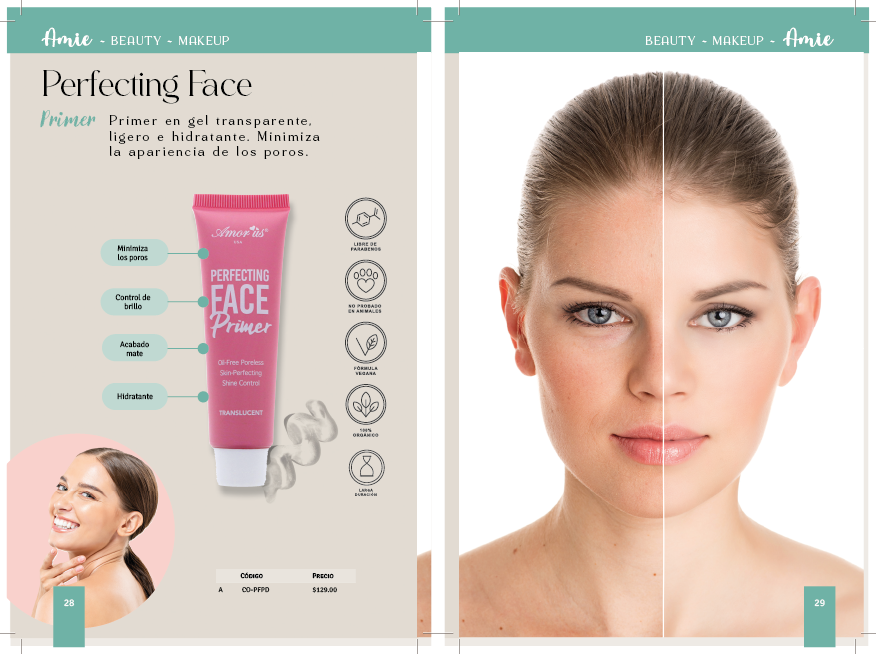 Amie ~ BEAUTY ~ MAKEUP
Perfecting Face
Primer
Primer en gel transparente,
ligero e hidratante. Minimiza
la apariencia de los poros.
Minimiza
los poros
Control de
brillo
Acabado
mate
Hidratante
Amor us®
USA
PERFECTING
FACE
Primer
Oil-Free Poreless
Skin-Perfecting
Shine Control
TRANSLUCENT
LIBRE DE
PARABENOS
NO PROBADO
EN ANIMALES
FÓRMULA
VEGANA
100%
ORGÁNICO
LARGA
DURACIÓN
CÓDIGO PRECIO
A CO-PFPD $129.00
28
BEAUTY ~ MAKEUP ~ Amie
29